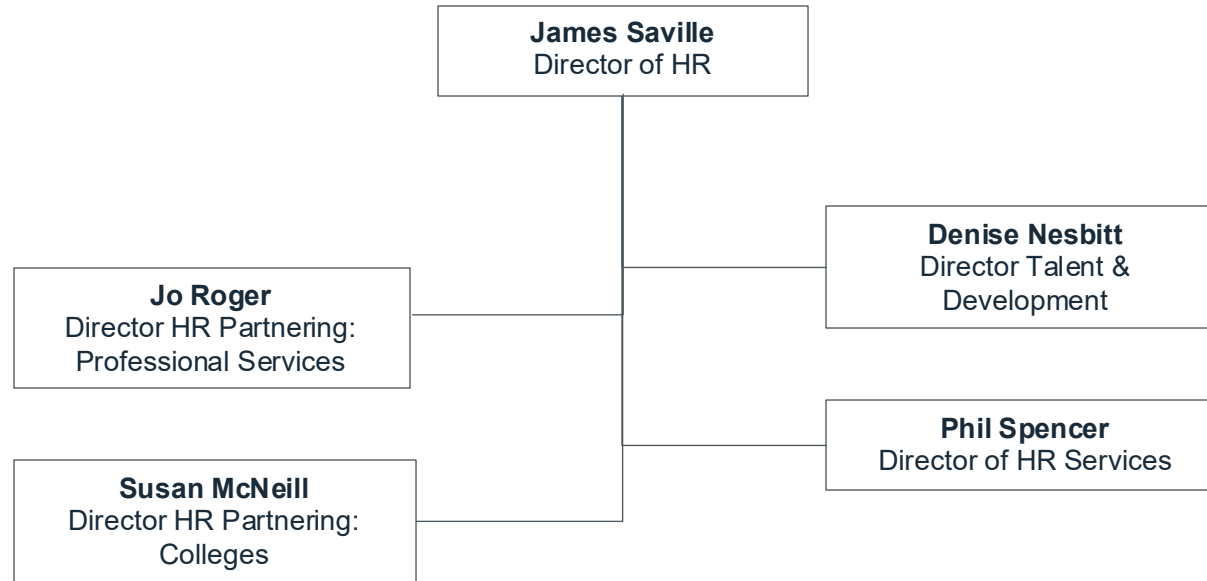 James Saville
Director of HR
Denise Nesbitt
Director Talent &
Development
Jo Roger
Director HR Partnering:
Professional Services
Phil Spencer
Director of HR Services
Susan McNeill
Director HR Partnering:
Colleges